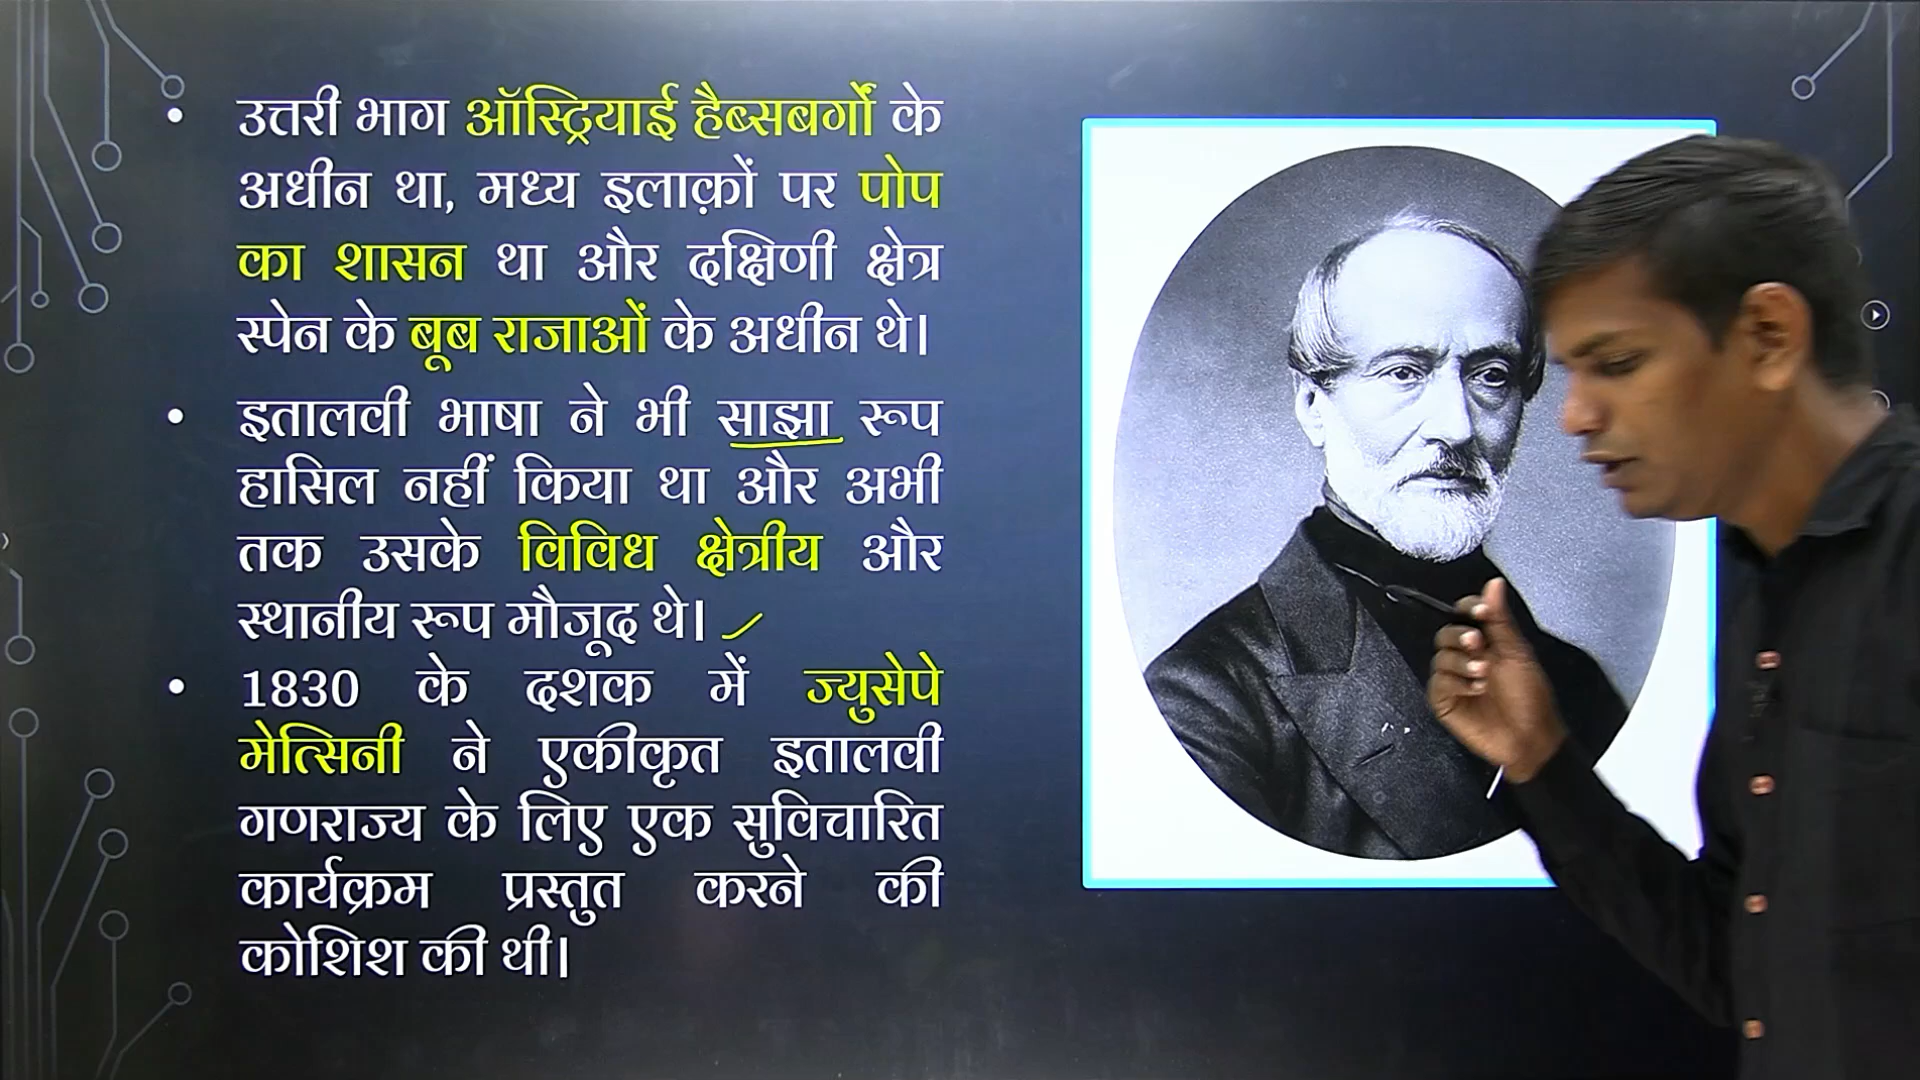 • उत्तरी भाग ऑस्ट्रियाई हैब्सबर्गों के
अधीन था, मध्य इलाक़ों पर पोप
का शासन था और दक्षिणी क्षेत्र
स्पेन के बूब राजाओं के अधीन थे।
• इतालवी भाषा ने भी साझा रूप
हासिल नहीं किया था और अभी
तक उसके विविध क्षेत्रीय और
स्थानीय रूप मौजूद थे।
• 1830 के दशक में ज्युसेपे
मेत्सिनी ने एकीकृत इतालवी
गणराज्य के लिए एक सुविचारित
कार्यक्रम प्रस्तुत करने की
कोशिश की थी।